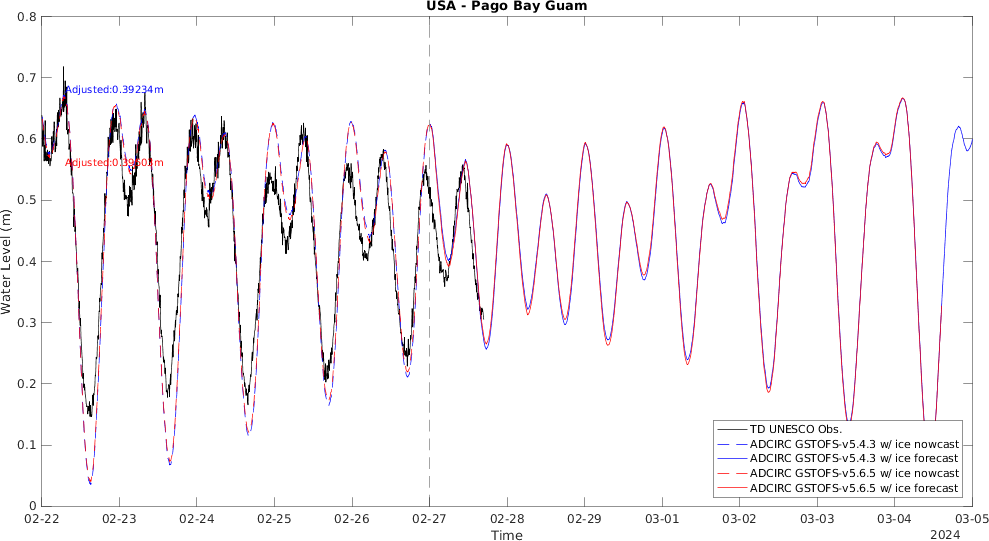 USA - Pago Bay Guam
0.8
0.7
0.6
0.5
0.4
0.3
0.2
0.1
0
Water Level (m)
Adjusted:0.39234m
02-22
02-23
02-24
02-25
02-26
02-27
02-28
02-29
03-01
03-02
03-03
03-04
03-05
Time
2024
TD UNESCO Obs.
ADCIRC GSTOFS-v5.4.3 w/ ice nowcast
ADCIRC GSTOFS-v5.4.3 w/ ice forecast
ADCIRC GSTOFS-v5.6.5 w/ ice nowcast
ADCIRC GSTOFS-v5.6.5 w/ ice forecast